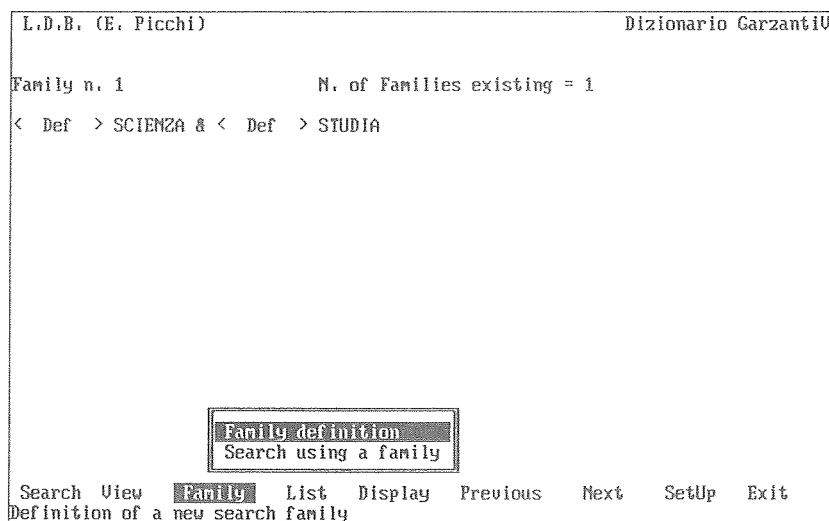 L.D.B. (E. Picchi) Dizionario GarzantiV
Family n. 1 N. of Families existing = 1
< Def > SCIENZA & < Def > STUDIA
Family definition
Search using a family
Search View Family List Display Previous Next SetUp Exit
Definition of a new search family